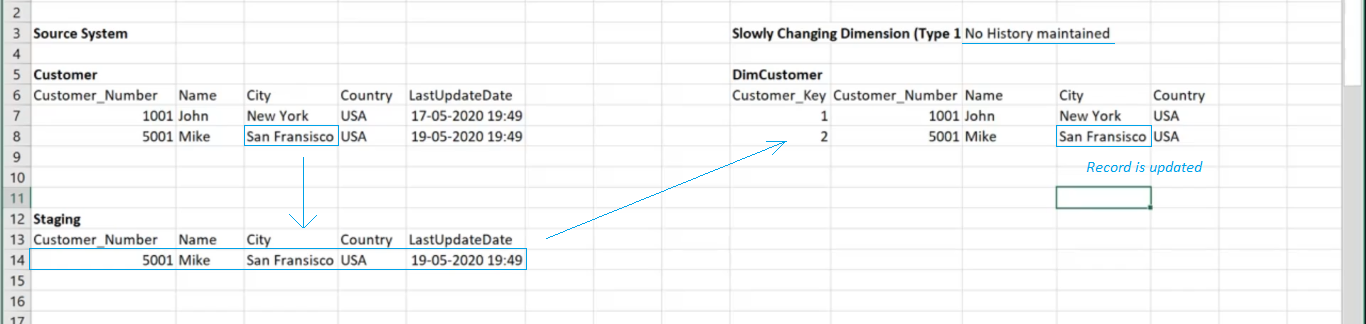 2
3 Source System Slowly Changing Dimension (Type 1 No History maintained
4
5 Customer DimCustomer
6 Customer_Number Name City Country LastUpdateDate Customer_Key Customer_Number Name City Country
7 1001 John New York USA 17-05-2020 19:49 1 1001 John New York USA
8 5001 Mike San Fransisco USA 19-05-2020 19:49 2 5001 Mike San Fransisco USA
9
Record is updated
10
11
12 Staging
13 Customer_Number Name City Country LastUpdateDate
14 5001 Mike San Fransisco USA 19-05-2020 19:49
15
16
17